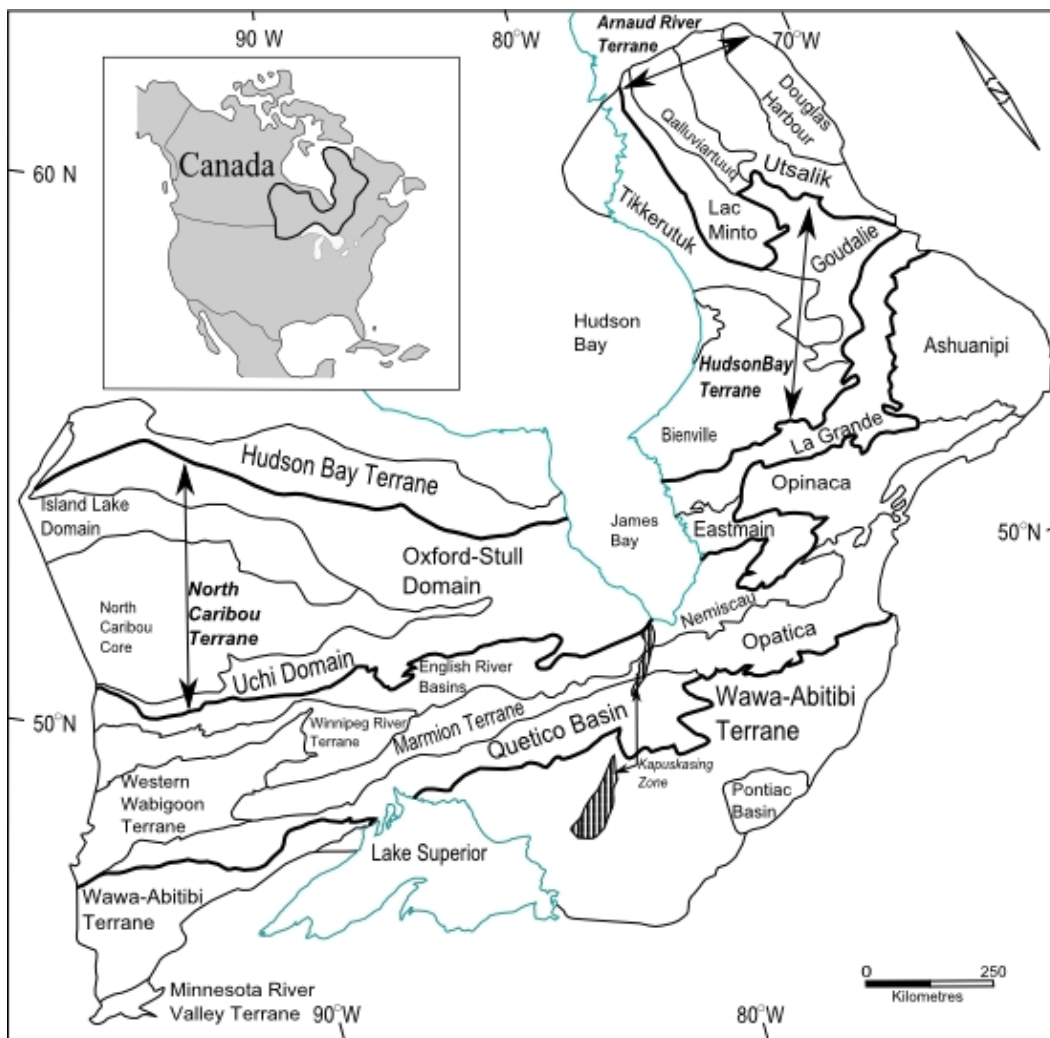 Arnaud River
Terrane
90 °W
80 °W
70°
W
{N}
Canada
60 N
Douglas
Harbour
Qalluviartuuq
Utsalik
Tikkerutuk
Lac
Minto
Goudalie
Hudson
Bay
HudsonBay
Terrane
Ashuanipi
Bienville
La Grande
Hudson Bay Terrane
Opinaca
Island Lake
Domain
James
Bay
Eastmain
50°N
Oxford-Stull
Domain
North
Caribou
Terrane
North
Caribou
Core
Nemiscau
Opatica
Uchi Domain
English River
Basins
50°N
Winnipeg River
Terrane
Marmion Terrane
Quetico Basin
Wawa-Abitibi
Terrane
Kapuskasing
Zone
Western
Wabigoon
Terrane
Pontiac
Basin
Lake Superior
Wawa-Abitibi
Terrane
0 250
Kilometres
Minnesota River
Valley Terrane
90°W
80°W